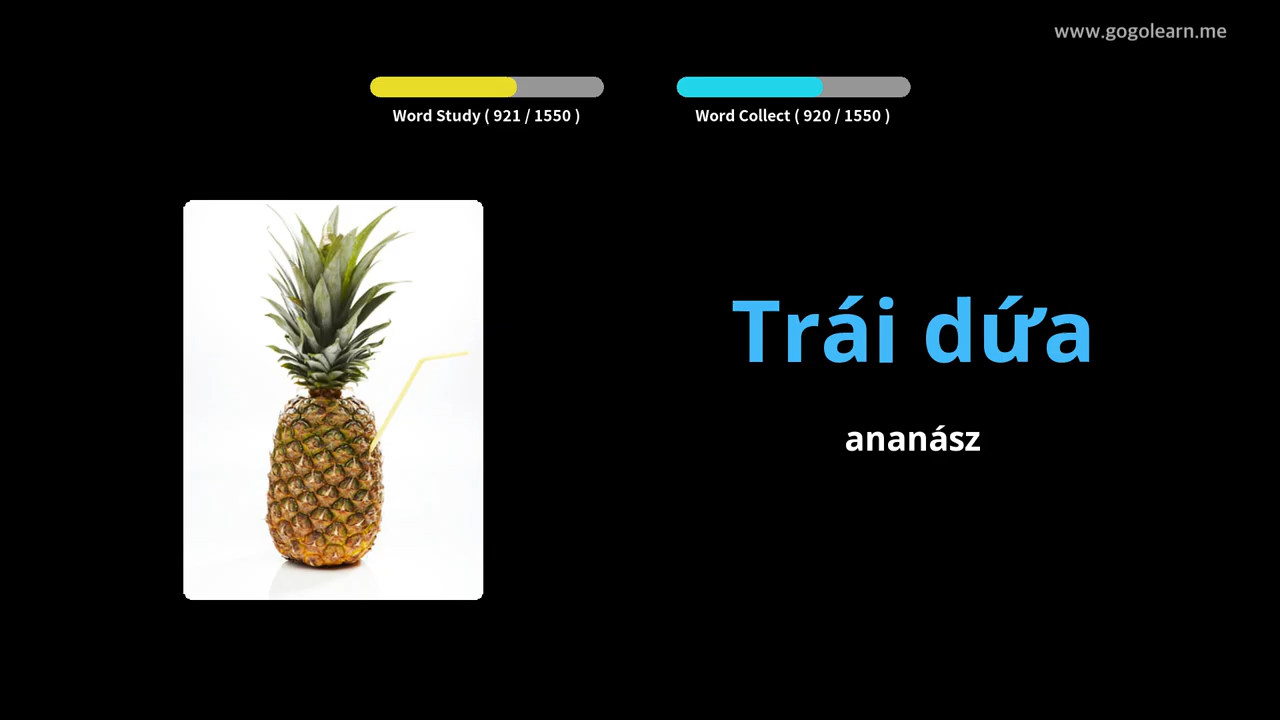 www.gogolearn.me
Word Study ( 921 / 1550 )
Word Collect ( 920 / 1550 )
Trái dứa
ananász